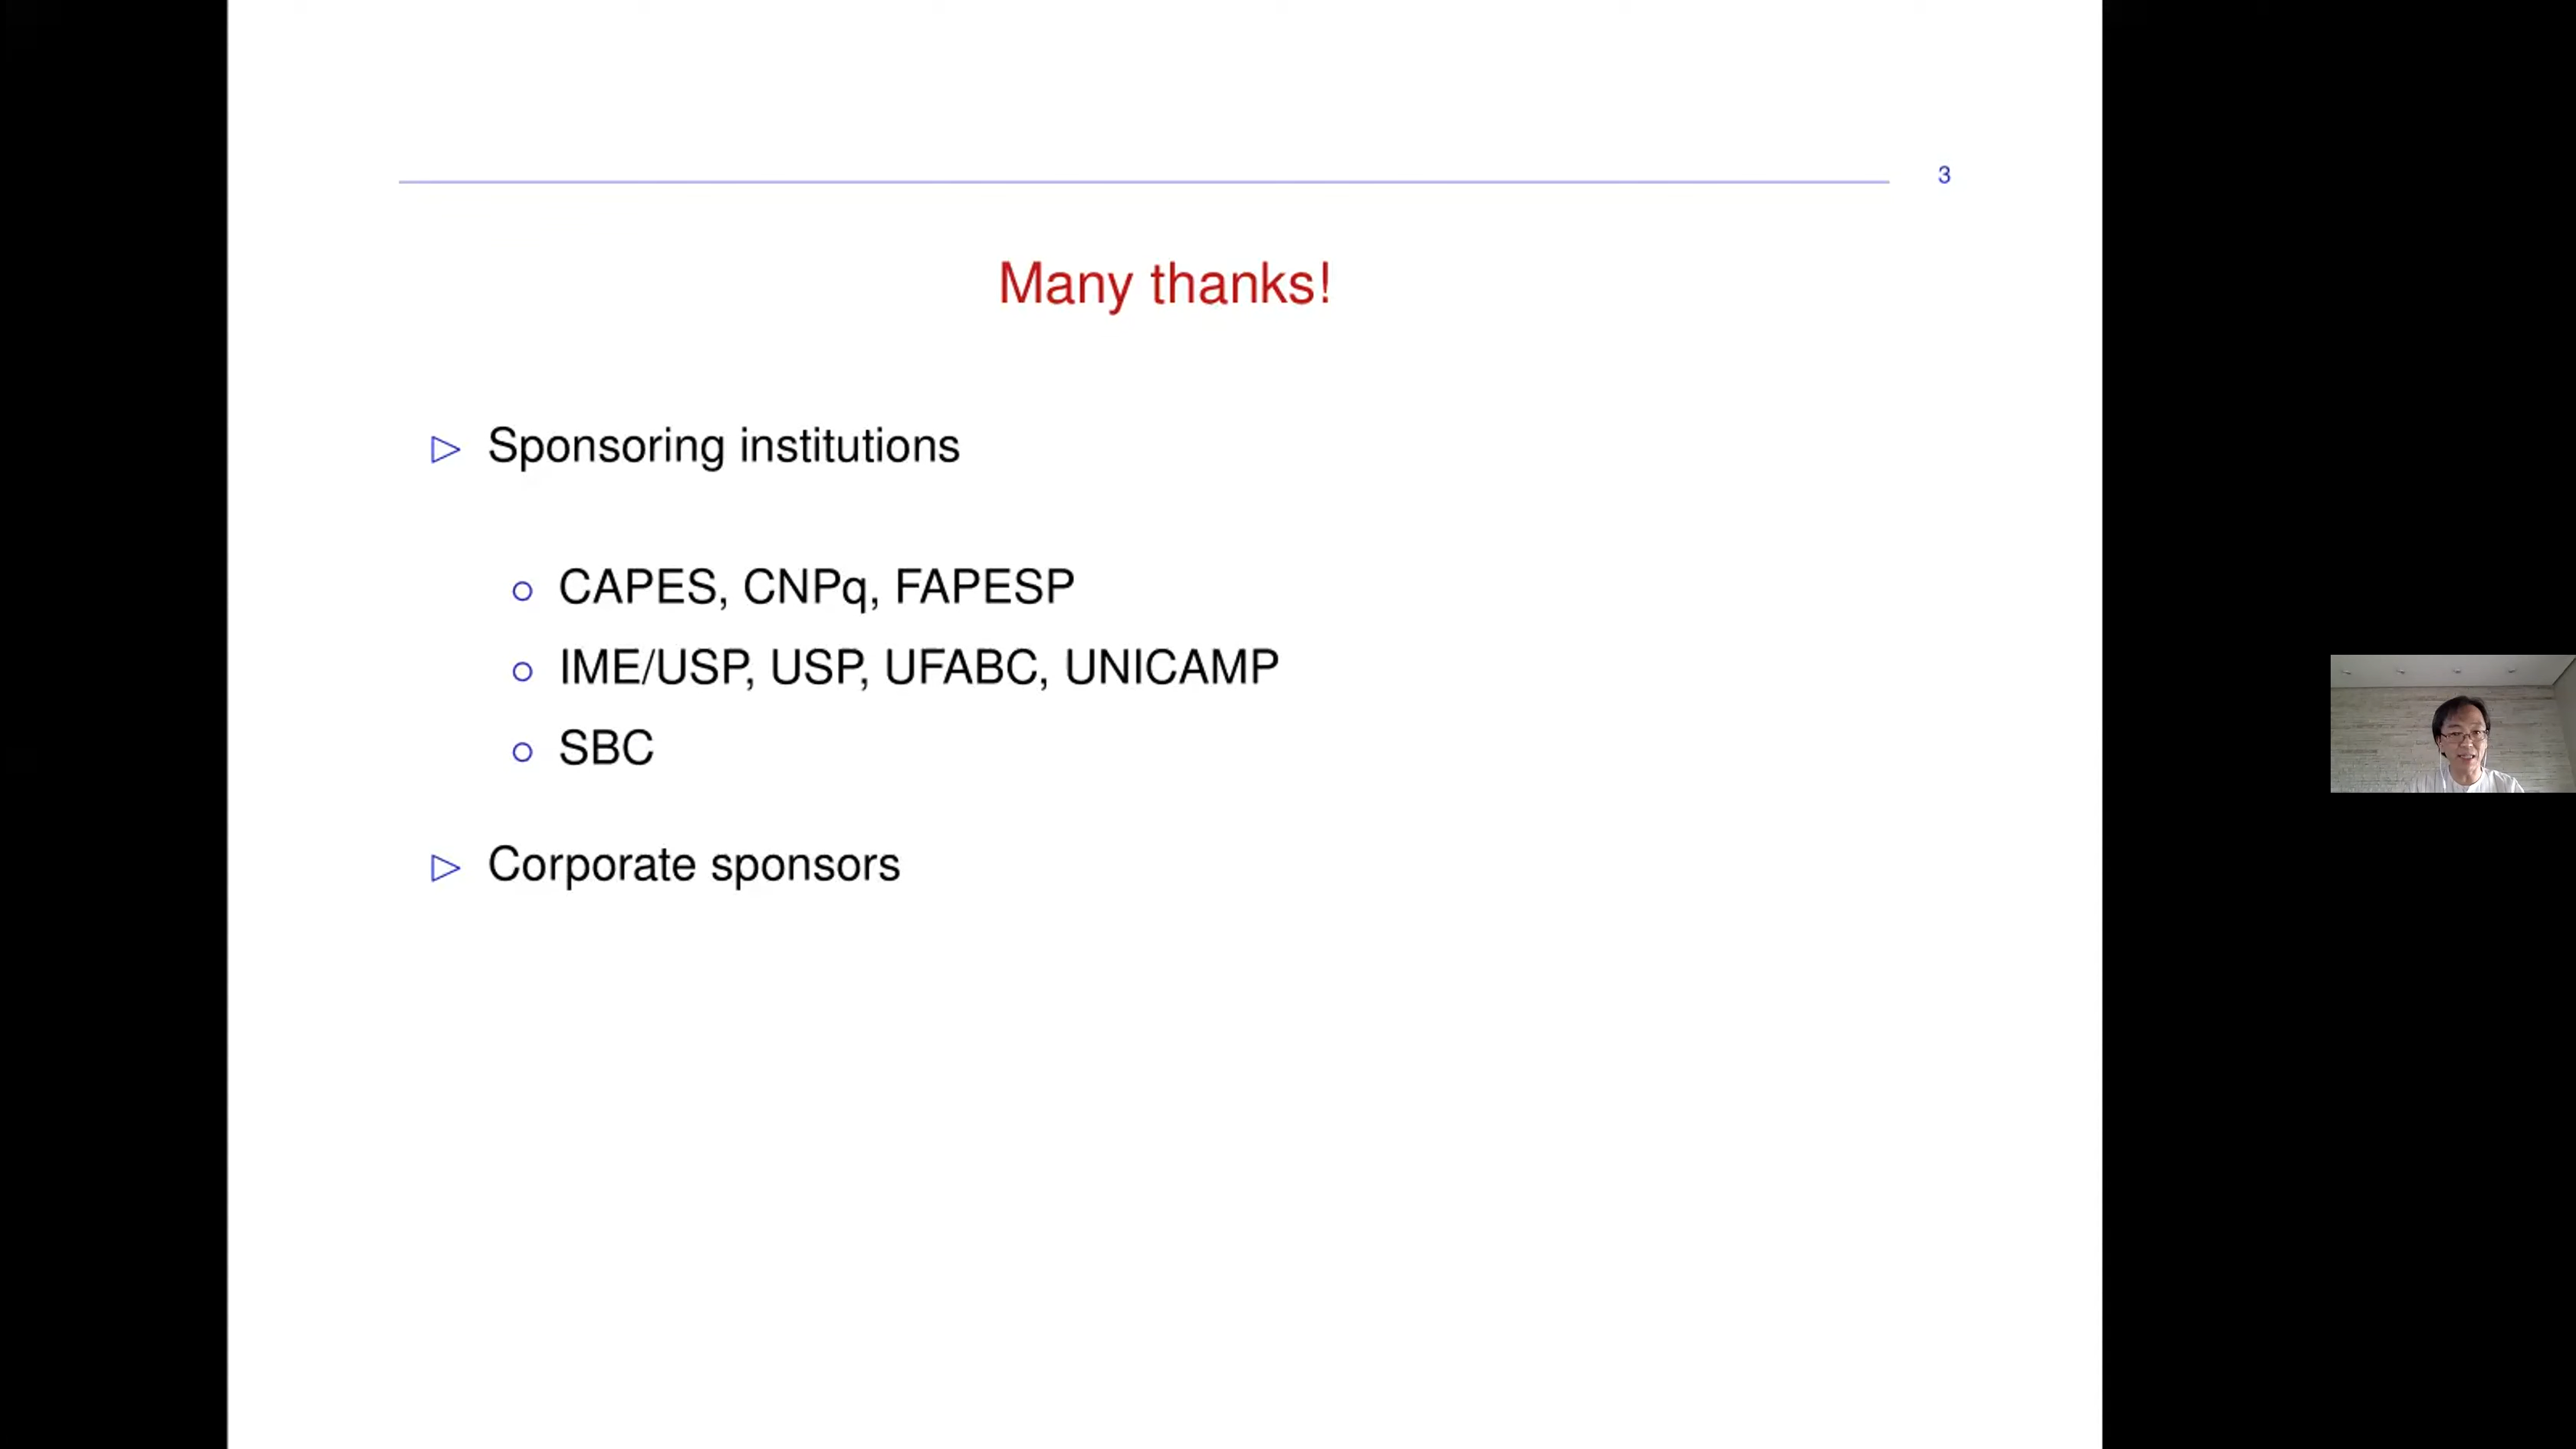 3
Many thanks!
Sponsoring institutions
CAPES, CNPq, FAPESP
IME/USP, USP, UFABC, UNICAMP
SBC
Corporate sponsors